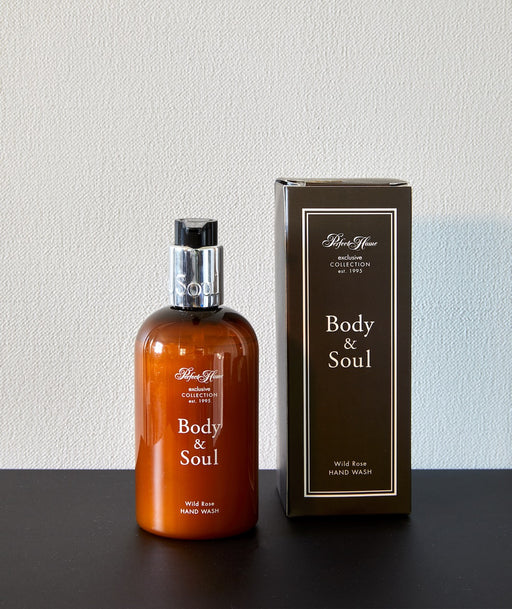 Soul
Perfect Home
exclusive
COLLECTION
est. 1995
Body
&
Soul
Wild Rose
HAND WASH
Perfect Home
exclusive
COLLECTION
est. 1995
Body
&
Soul
Wild Rose
HAND WASH